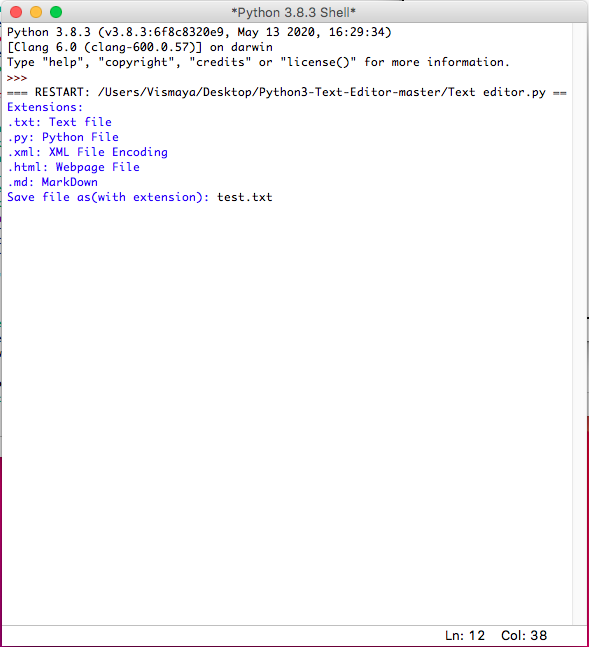 *Python 3.8.3 Shell*
Python 3.8.3 (v3.8.3:6f8c8320e9, May 13 2020, 16:29:34)
[Clang 6.0 (clang-600.0.57)] on darwin
Type "help", "copyright", "credits" or "license()" for more information.
>>>
=== RESTART: /Users/Vismaya/Desktop/Python3-Text-Editor-master/Text editor.py ==
Extensions:
.txt: Text file
.py: Python File
.xml: XML File Encoding
.html: Webpage File
.md: MarkDown
Save file as(with extension): test.txt
Ln: 12 Col: 38